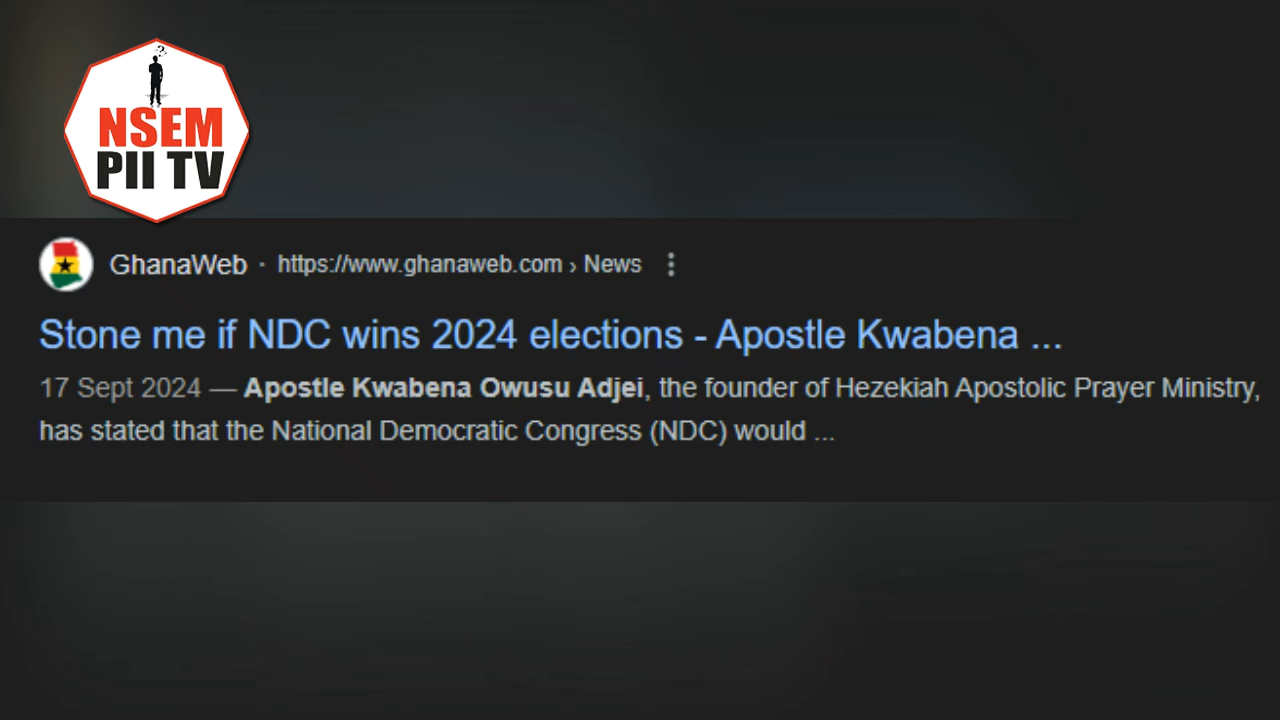 ?
NSEM
PII TV
GhanaWeb · https://www.ghanaweb.com › News
Stone me if NDC wins 2024 elections - Apostle Kwabena ...
17 Sept 2024 — Apostle Kwabena Owusu Adjei, the founder of Hezekiah Apostolic Prayer Ministry,
has stated that the National Democratic Congress (NDC) would ...